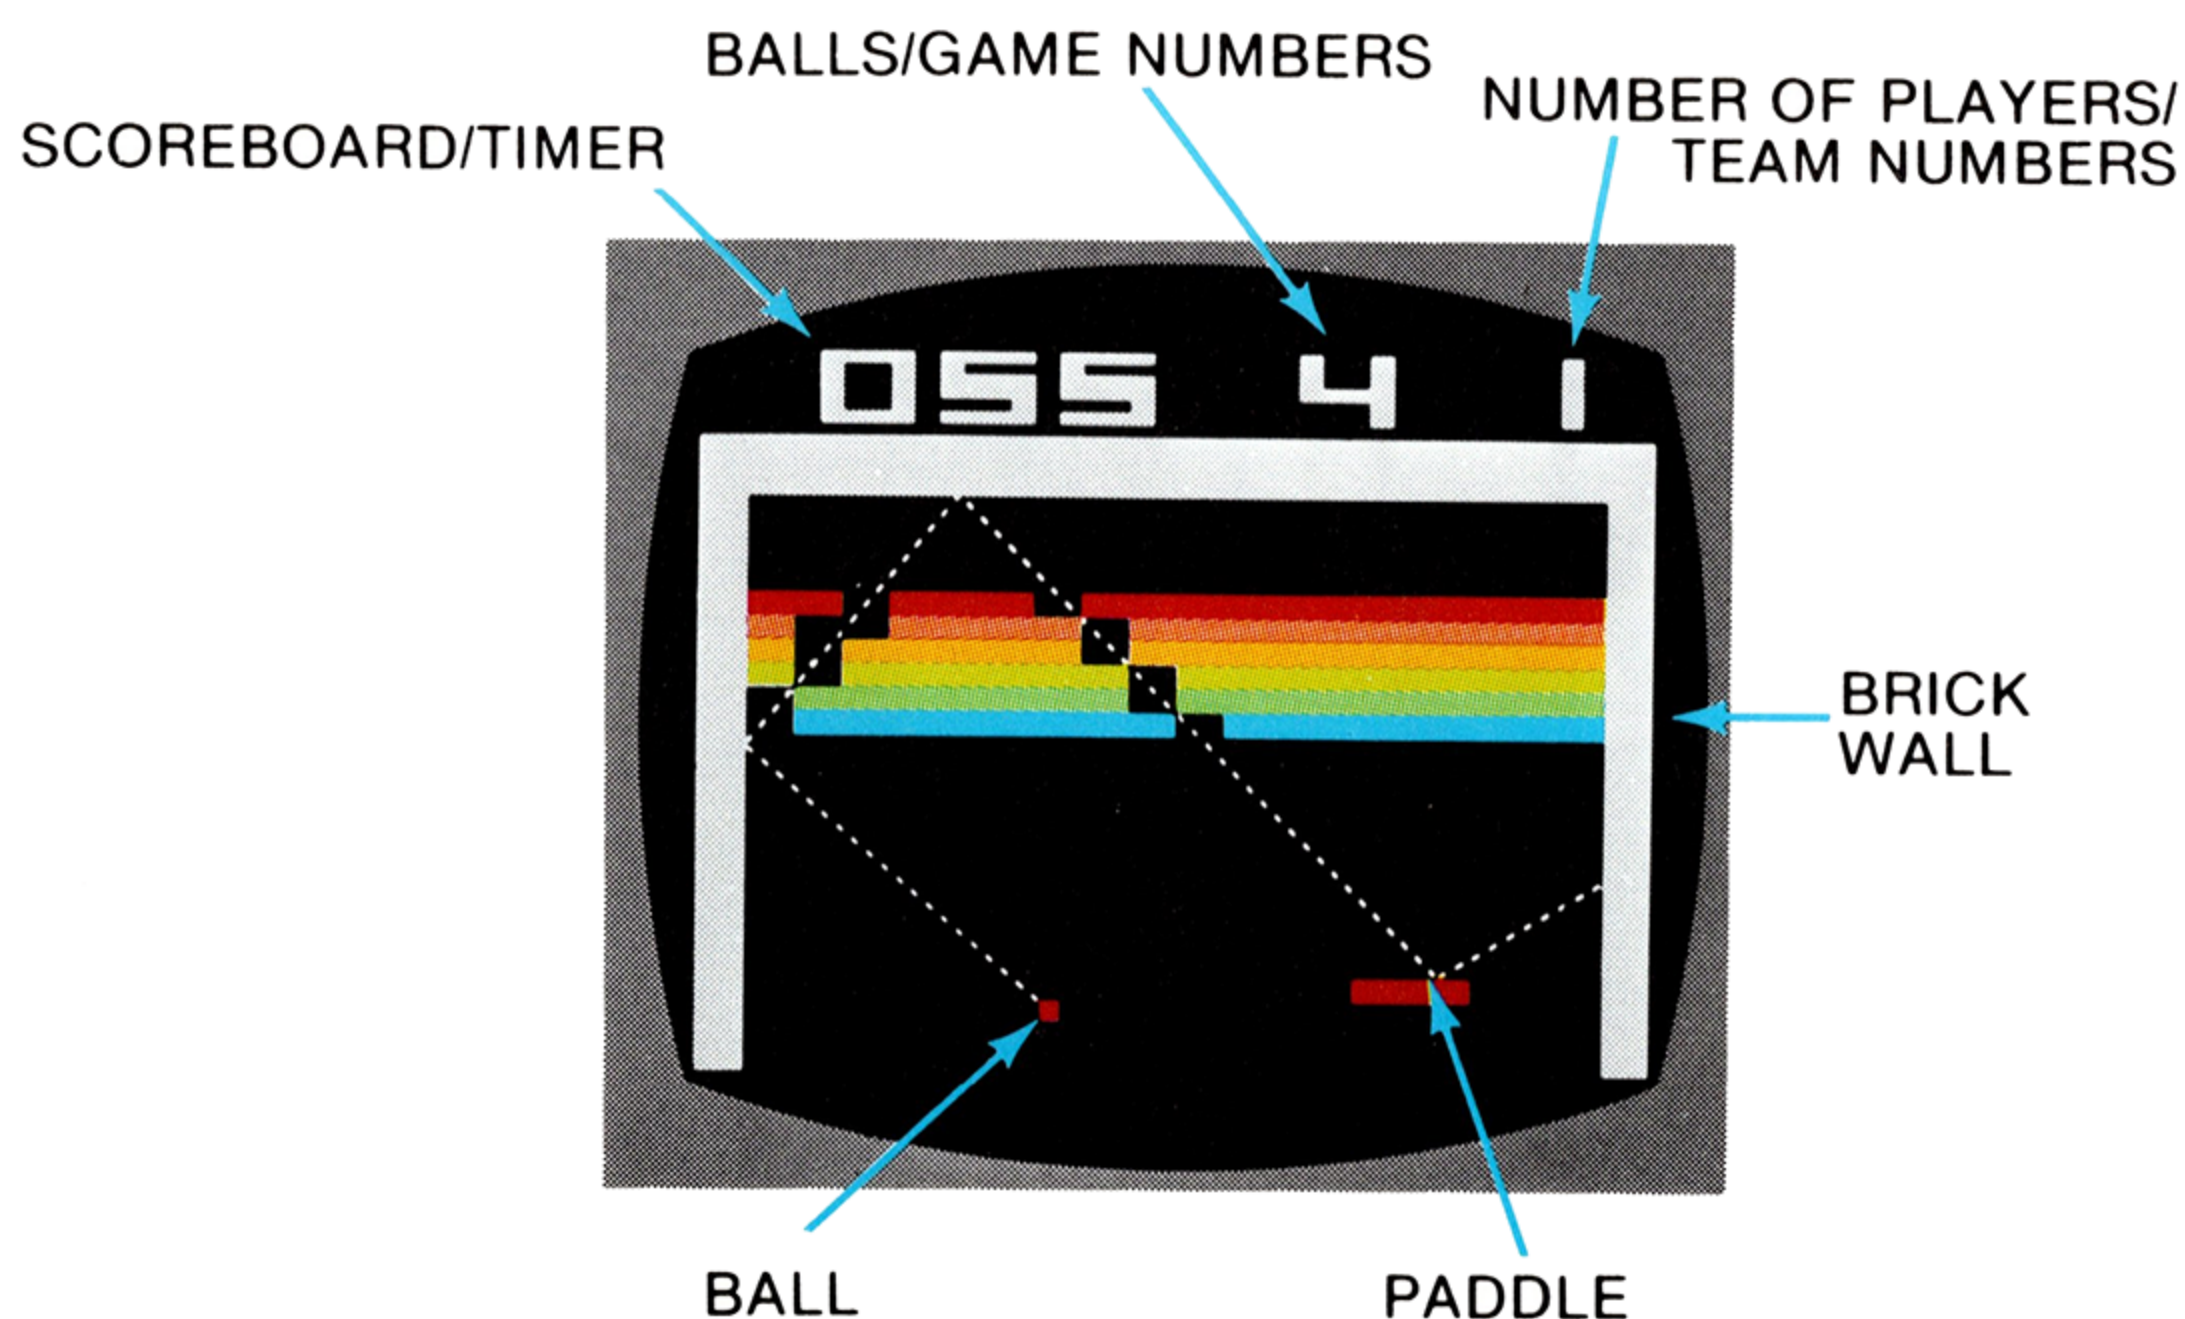 BALLS/GAME NUMBERS
NUMBER OF PLAYERS/
TEAM NUMBERS
SCOREBOARD/TIMER
055 4 1
BRICK
WALL
BALL
PADDLE